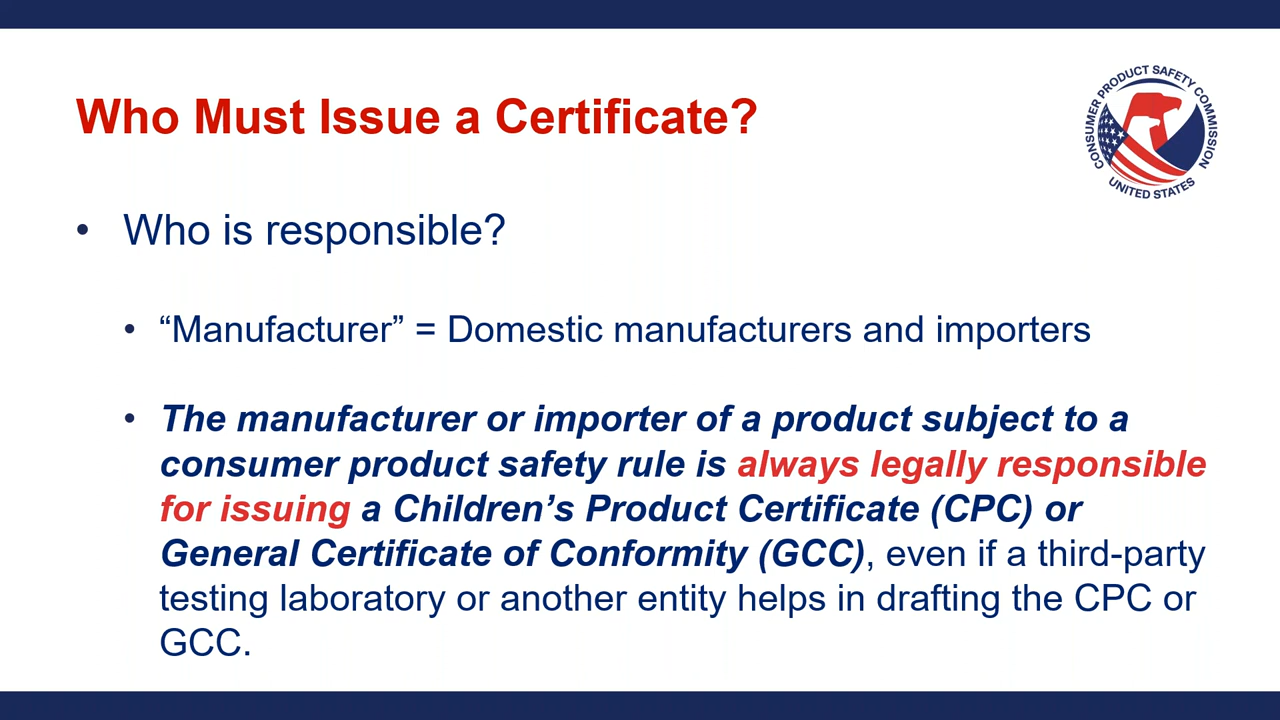 Who Must Issue a Certificate?
CONSUMER PRODUCT SAFETY COMMISSION
UNITED STATES
• Who is responsible?
• “Manufacturer” = Domestic manufacturers and importers
• The manufacturer or importer of a product subject to a
consumer product safety rule is always legally responsible
for issuing a Children’s Product Certificate (CPC) or
General Certificate of Conformity (GCC), even if a third-party
testing laboratory or another entity helps in drafting the CPC or
GCC.